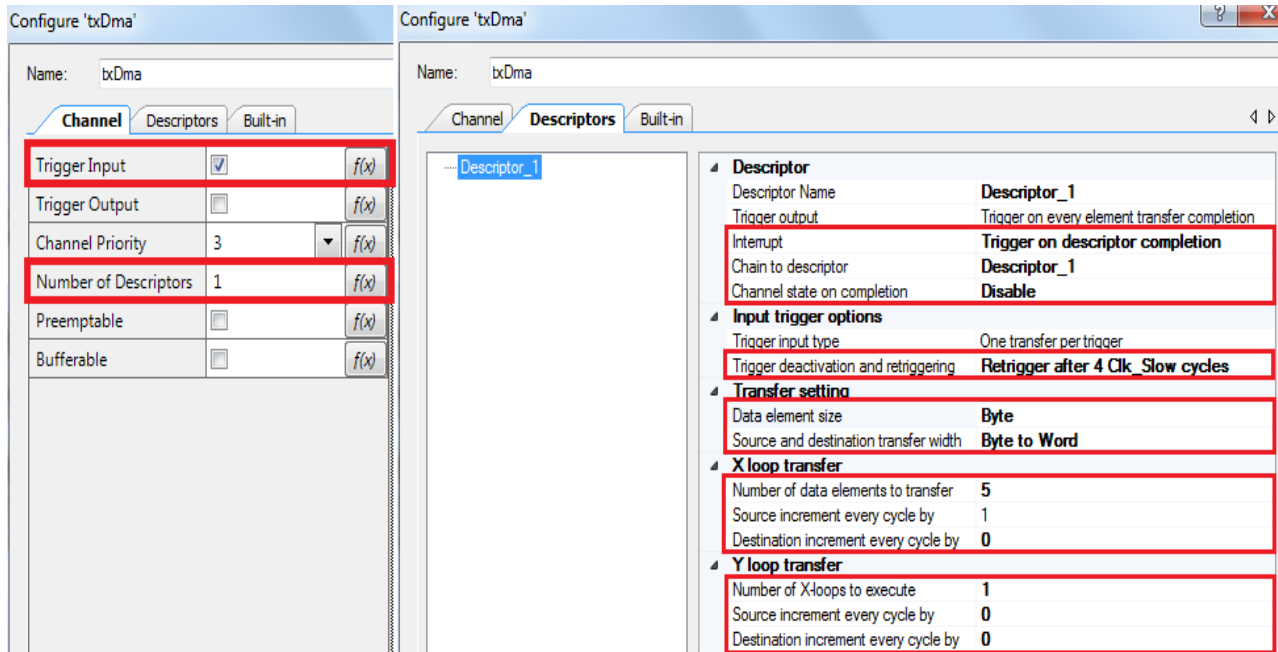 Configure 'txDma'
Name: txDma
Channel Descriptors Built-in
Trigger Input f(x)
Trigger Output f(x)
Channel Priority 3 f(x)
Number of Descriptors 1 f(x)
Preemptable f(x)
Bufferable f(x)
Configure 'txDma'
? X
Name: txDma
Channel Descriptors Built-in
Descriptor_1
Descriptor
Descriptor Name Descriptor_1
Trigger output Trigger on every element transfer completion
Interrupt Trigger on descriptor completion
Chain to descriptor Descriptor_1
Channel state on completion Disable
Input trigger options
Trigger input type One transfer per trigger
Trigger deactivation and retriggering Retrigger after 4 Clk_Slow cycles
Transfer setting
Data element size Byte
Source and destination transfer width Byte to Word
X loop transfer
Number of data elements to transfer 5
Source increment every cycle by 1
Destination increment every cycle by 0
Y loop transfer
Number of X-loops to execute 1
Source increment every cycle by 0
Destination increment every cycle by 0